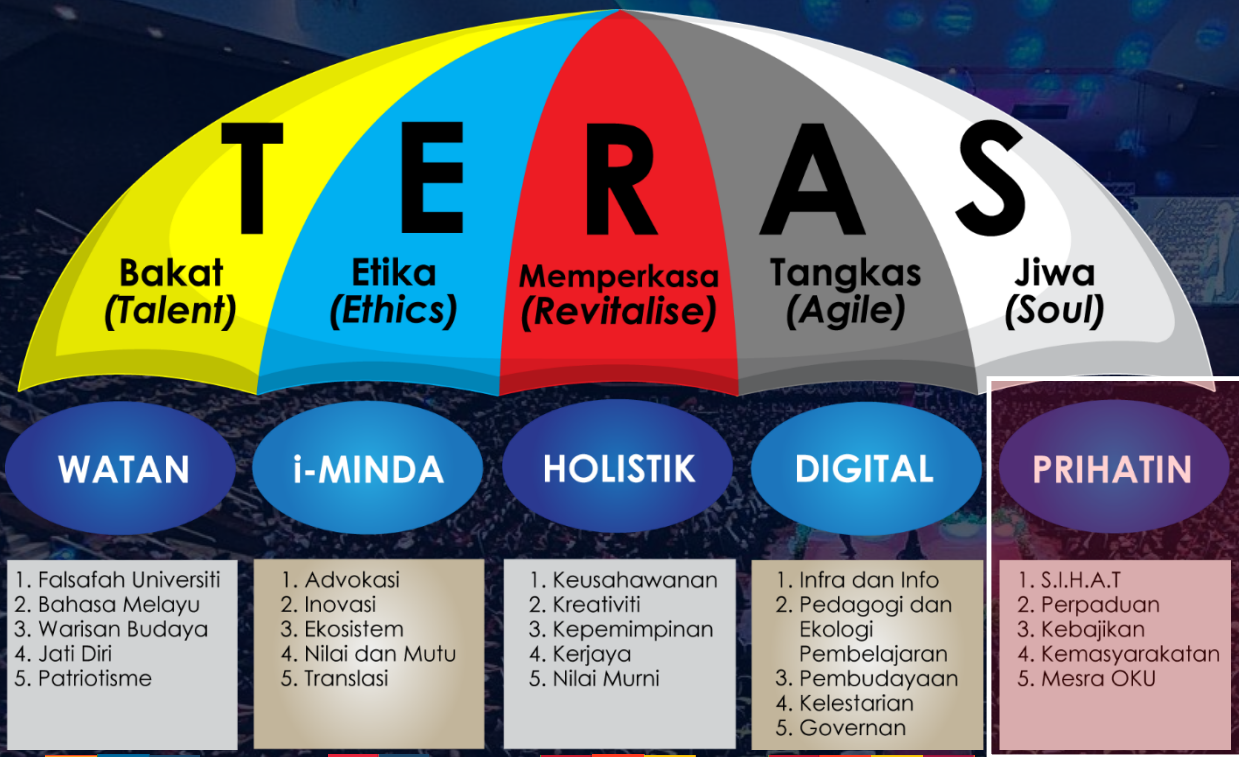 T E R A S
Bakat
(Talent)
Etika
(Ethics)
Memperkasa
(Revitalise)
Tangkas
(Agile)
Jiwa
(Soul)
WATAN
1. Falsafah Universiti
2. Bahasa Melayu
3. Warisan Budaya
4. Jati Diri
5. Patriotisme
i-MINDA
1. Advokasi
2. Inovasi
3. Ekosistem
4. Nilai dan Mutu
5. Translasi
HOLISTIK
1. Keusahawanan
2. Kreativiti
3. Kepemimpinan
4. Kerjaya
5. Nilai Murni
DIGITAL
1. Infra dan Info
2. Pedagogi dan
Ekologi
Pembelajaran
3. Pembudayaan
4. Kelestarian
5. Governan
PRIHATIN
1. S.I.H.A.T
2. Perpaduan
3. Kebajikan
4. Kemasyarakatan
5. Mesra OKU